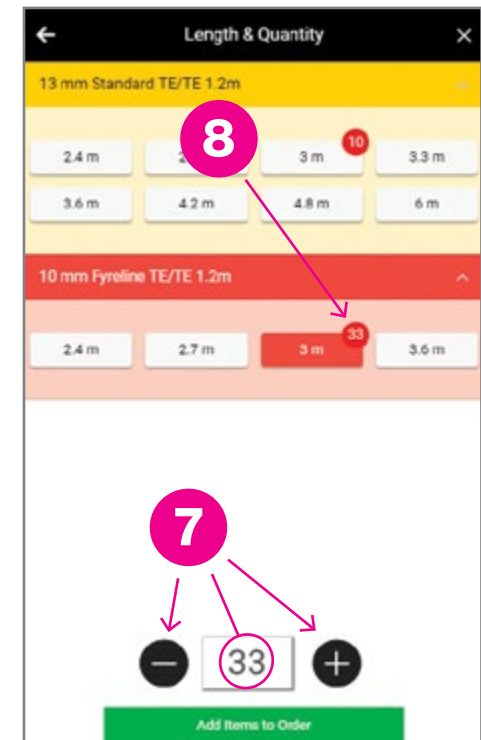 Length & Quantity
13 mm Standard TE/TE 1.2m
8
10
2.4 m 2 3 m 3.3 m
3.6 m 4.2 m 4.8 m 6 m
10 mm Fyreline TE/TE 1.2m
33
2.4 m 2.7 m 3 m 3.6 m
7
33
Add Items to Order